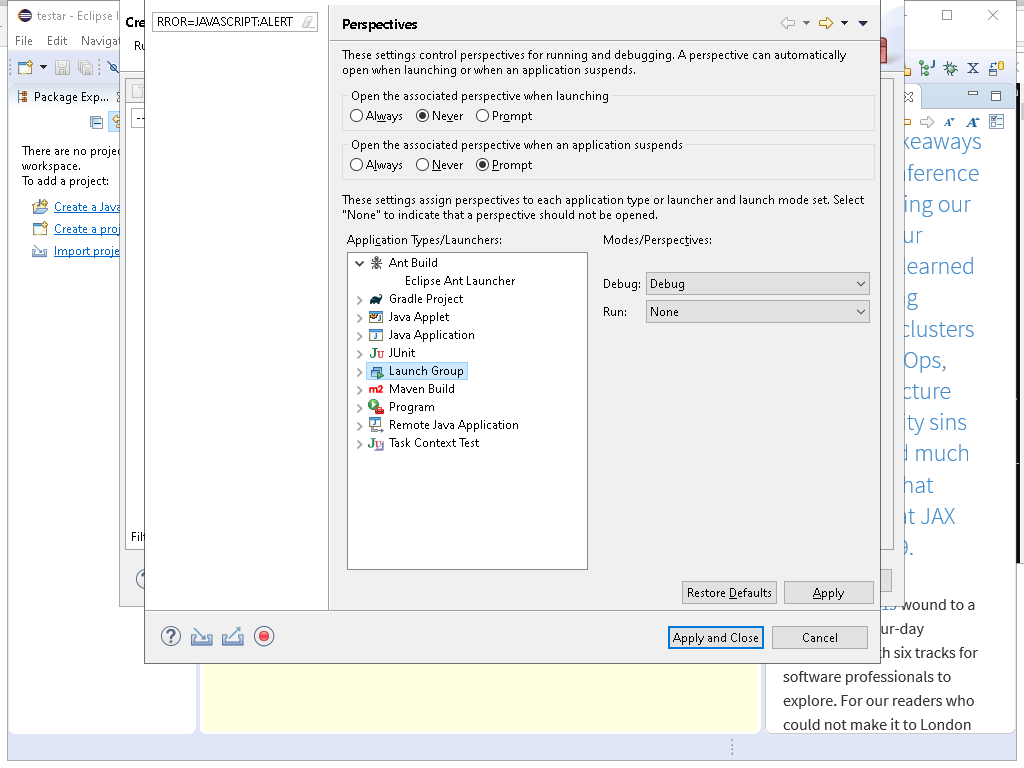 testar - Eclipse I
File Edit Navigat
Package Exp...
There are no projec
workspace.
To add a project:
Create a Java
Create a proj
Import proje
Cre
Ru
Filt
RROR=JAVASCRIPT:ALERT
Perspectives
These settings control perspectives for running and debugging. A perspective can automatically
open when launching or when an application suspends.
Open the associated perspective when launching
Always Never Prompt
Open the associated perspective when an application suspends
Always Never Prompt
These settings assign perspectives to each application type or launcher and launch mode set. Select
"None" to indicate that a perspective should not be opened.
Application Types/Launchers:
Modes/Perspectives:
Ant Build
Eclipse Ant Launcher
Gradle Project
Java Applet
Java Application
JUnit
Launch Group
Maven Build
Program
Remote Java Application
Task Context Test
Debug: Debug
Run: None
Restore Defaults Apply
Apply and Close Cancel
keaways
ference
ing our
ur
learned
g
clusters
Ops,
cture
ity sins
d much
hat
at JAX
9.
wound to a
ur-day
th six tracks for
software professionals to
explore. For our readers who
could not make it to London